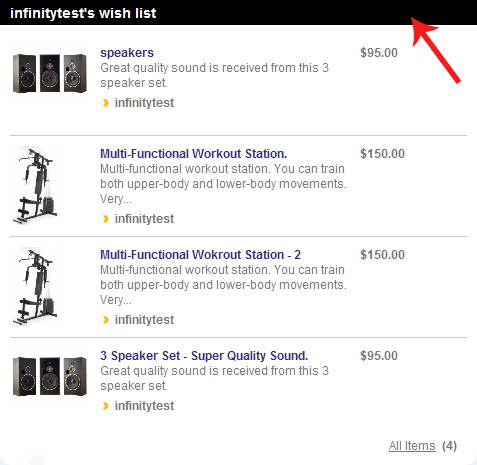 infinitytest's wish list
speakers $95.00
Great quality sound is received from this 3
speaker set.
infinitytest
Multi-Functional Workout Station. $150.00
Multi-functional workout station. You can train
both upper-body and lower-body movements.
Very...
infinitytest
Multi-Functional Wokrout Station - 2 $150.00
Multi-functional workout station. You can train
both upper-body and lower-body movements.
Very...
infinitytest
3 Speaker Set - Super Quality Sound. $95.00
Great quality sound is received from this 3
speaker set.
infinitytest
All Items (4)